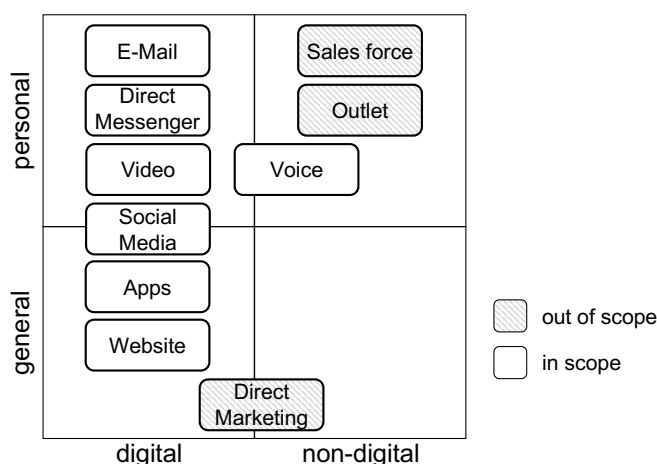 personal
E-Mail
Sales force
Direct
Messenger
Outlet
Video
Voice
Social
Media
general
Apps
Website
Direct
Marketing
digital
non-digital
out of scope
in scope